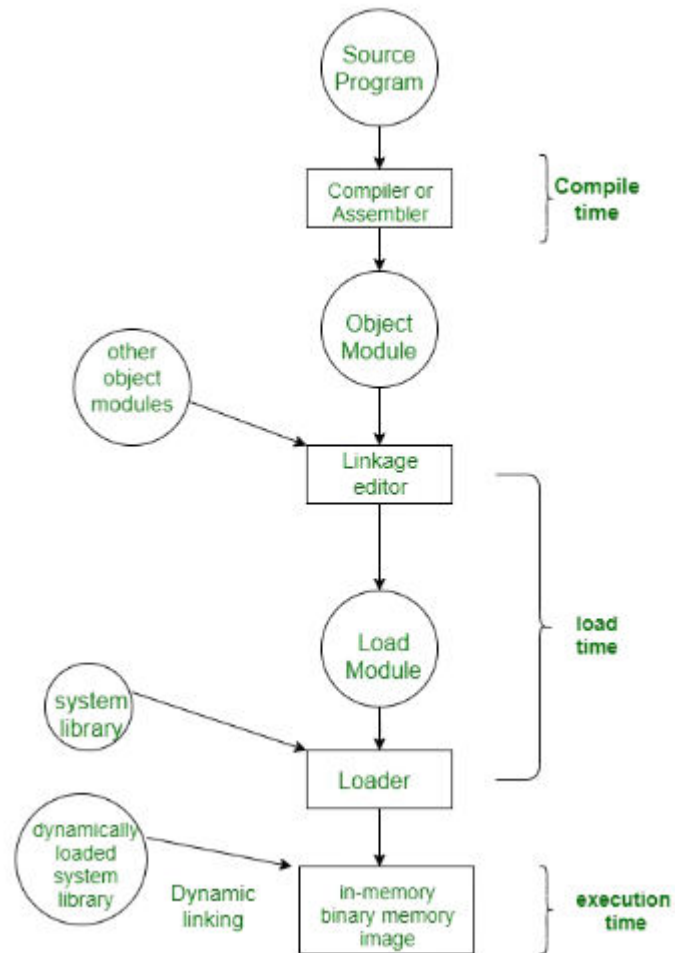 Source
Program
Compiler or
Assembler
Compile
time
Object
Module
other
object
modules
Linkage
editor
Load
Module
load
time
system
library
Loader
dynamically
loaded
system
library
Dynamic
linking
in-memory
binary memory
image
execution
time